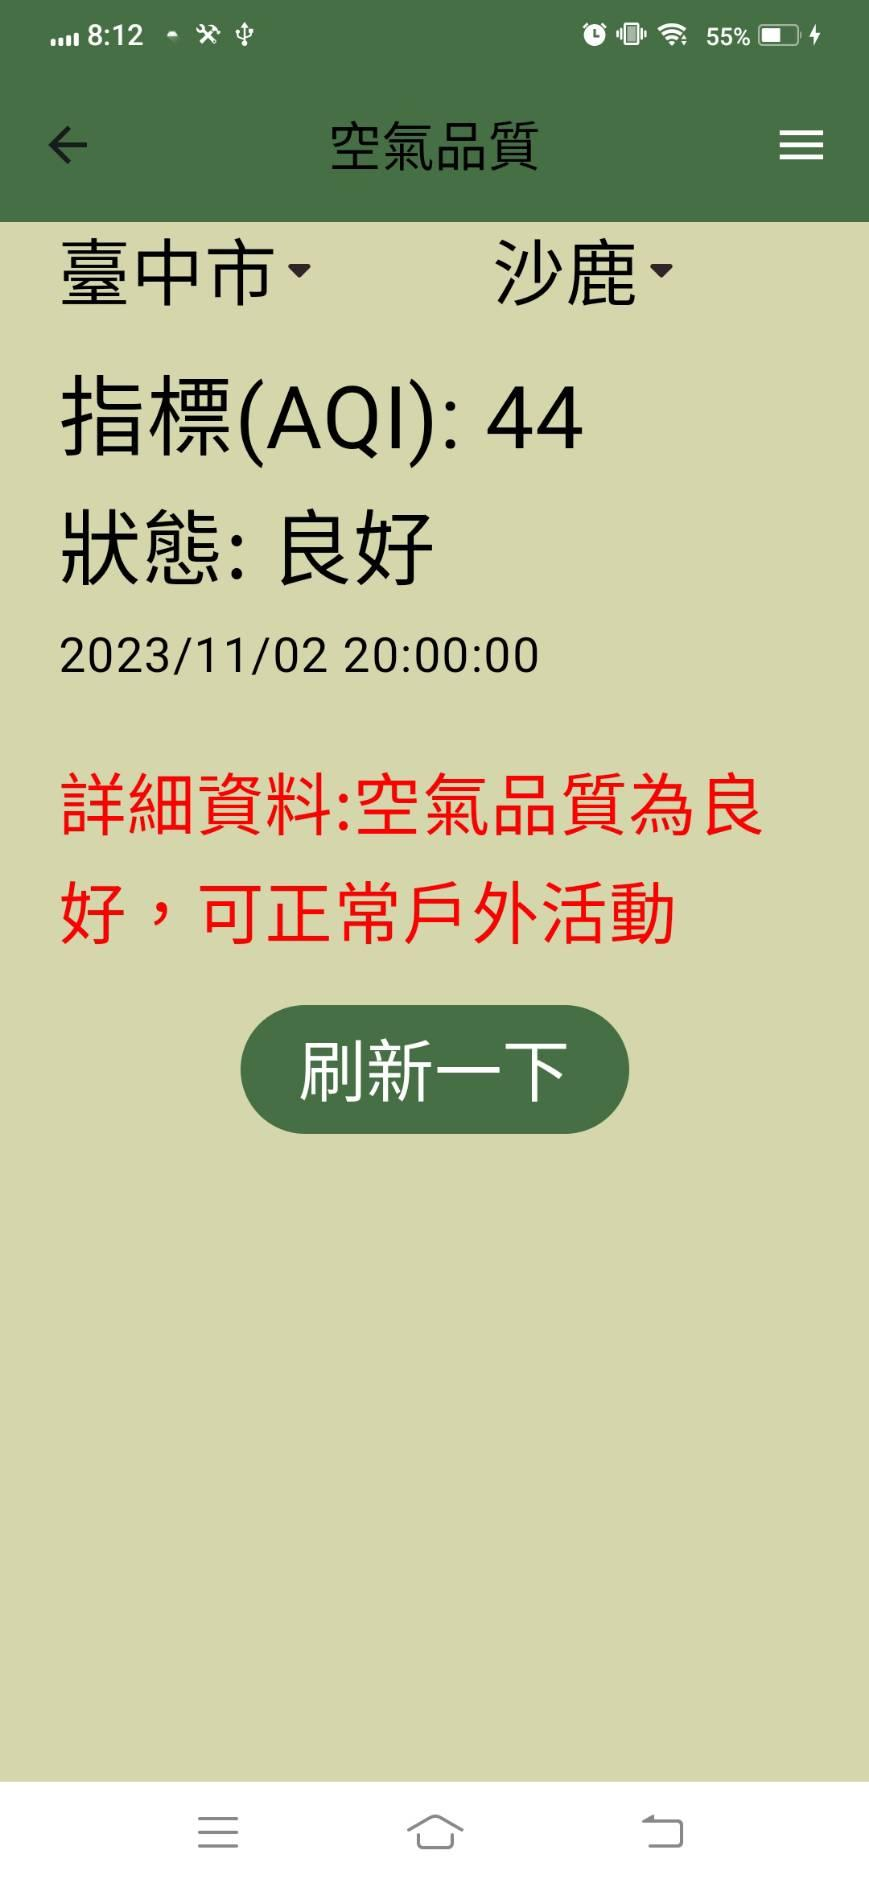 8:12 55%
空氣品質
臺中市 沙鹿
指標(AQI): 44
狀態: 良好
2023/11/02 20:00:00
詳細資料:空氣品質為良
好，可正常戶外活動
刷新一下